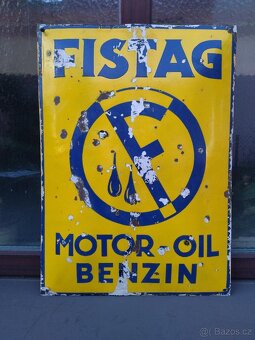 FISTAG
F
MOTOR-OIL
BENZIN
© Bazos.cz